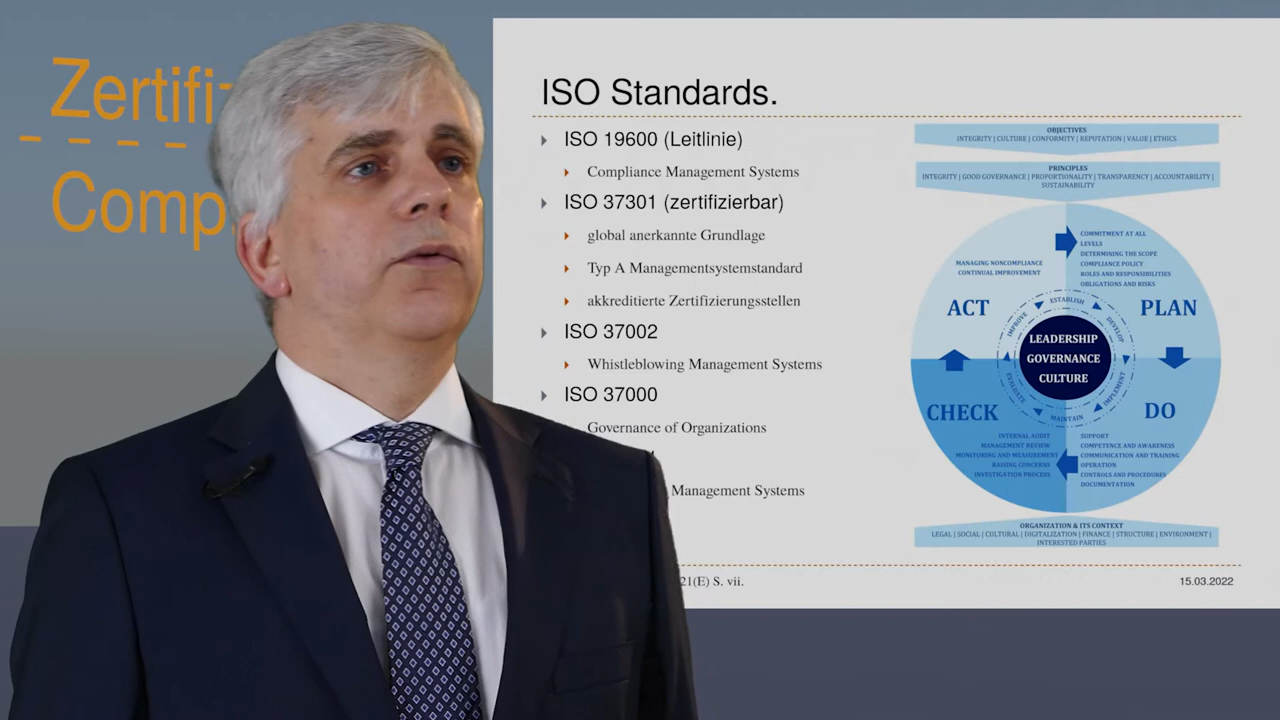 Zertifi
Comp
ISO Standards.
ISO 19600 (Leitlinie)
Compliance Management Systems
ISO 37301 (zertifizierbar)
global anerkannte Grundlage
Typ A Managementsystemstandard
akkreditierte Zertifizierungsstellen
ISO 37002
Whistleblowing Management Systems
ISO 37000
Governance of Organizations
Management Systems
21(E) S. vii.
15.03.2022
OBJECTIVES
INTEGRITY | CULTURE | CONFORMITY | REPUTATION | VALUE | ETHICS
PRINCIPLES
INTEGRITY | GOOD GOVERNANCE | PROPORTIONALITY | TRANSPARENCY | ACCOUNTABILITY |
SUSTAINABILITY
MANAGING NONCOMPLIANCE
CONTINUAL IMPROVEMENT
ACT
COMMITMENT AT ALL
LEVELS
DETERMINING THE SCOPE
COMPLIANCE POLICY
ROLES AND RESPONSIBILITIES
OBLIGATIONS AND RISKS
PLAN
ESTABLISH
DEVELOP
IMPLEMENT
MAINTAIN
EVALUATE
IMPROVE
LEADERSHIP
GOVERNANCE
CULTURE
CHECK
INTERNAL AUDIT
MANAGEMENT REVIEW
MONITORING AND MEASUREMENT
RAISING CONCERNS
INVESTIGATION PROCESS
DO
SUPPORT
COMPETENCE AND AWARENESS
COMMUNICATION AND TRAINING
OPERATION
CONTROLS AND PROCEDURES
DOCUMENTATION
ORGANIZATION & ITS CONTEXT
LEGAL | SOCIAL | CULTURAL | DIGITALIZATION | FINANCE | STRUCTURE | ENVIRONMENT |
INTERESTED PARTIES